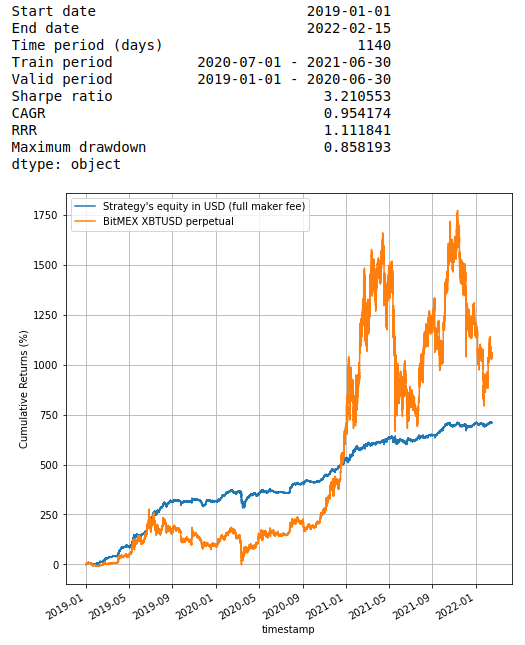 Start date 2019-01-01
End date 2022-02-15
Time period (days) 1140
Train period 2020-07-01 - 2021-06-30
Valid period 2019-01-01 - 2020-06-30
Sharpe ratio 3.210553
CAGR 0.954174
RRR 1.111841
Maximum drawdown 0.858193
dtype: object
Strategy's equity in USD (full maker fee)
BitMEX XBTUSD perpetual
Cumulative Returns (%)
1750
1500
1250
1000
750
500
250
0
2019-01
2019-05
2019-09
2020-01
2020-05
2020-09
2021-01
2021-05
2021-09
2022-01
timestamp